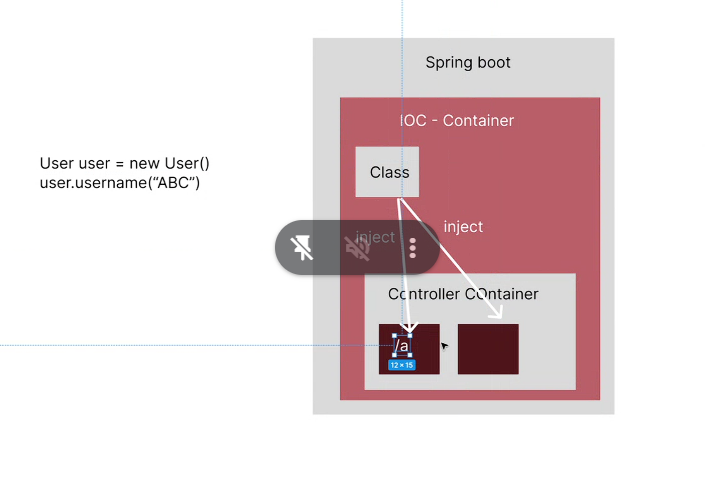 Spring boot
IOC - Container
User user = new User()
user.username("ABC")
Class
inject
inject
Controller COntainer
/a
12 × 15